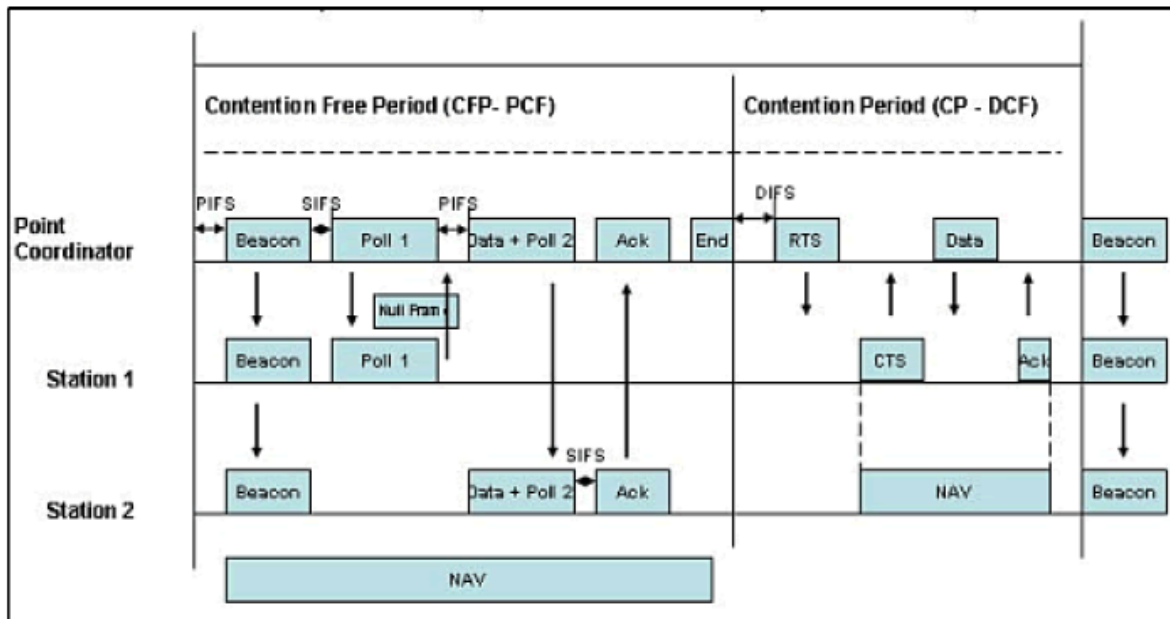 Contention Free Period (CFP- PCF)
Contention Period (CP - DCF)
PIFS
SIFS
PIFS
DIFS
Point
Coordinator
Beacon
Poll 1
Data + Poll 2
Ack
End
RTS
Data
Beacon
Null Fram
Station 1
Beacon
Poll 1
CTS
Ack
Beacon
SIFS
Station 2
Beacon
Data + Poll 2
Ack
NAV
Beacon
NAV